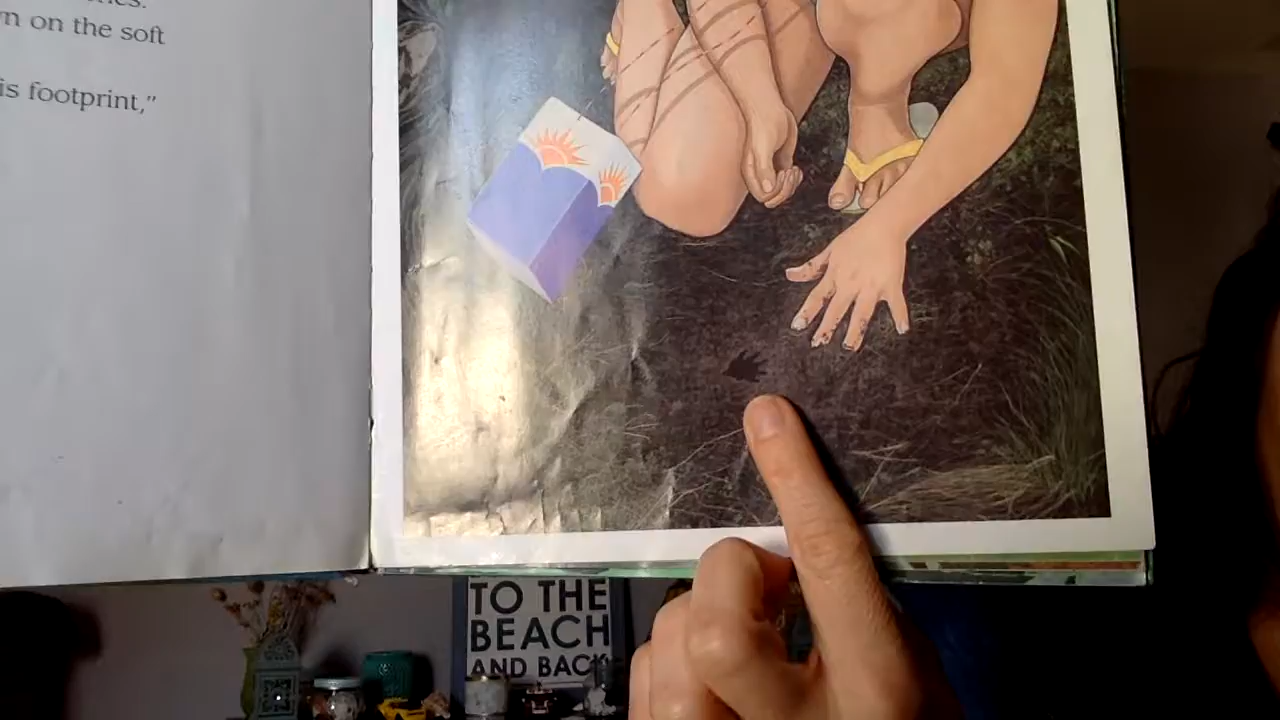 n on the soft
is footprint,”
TO THE
BEACH
AND BACK